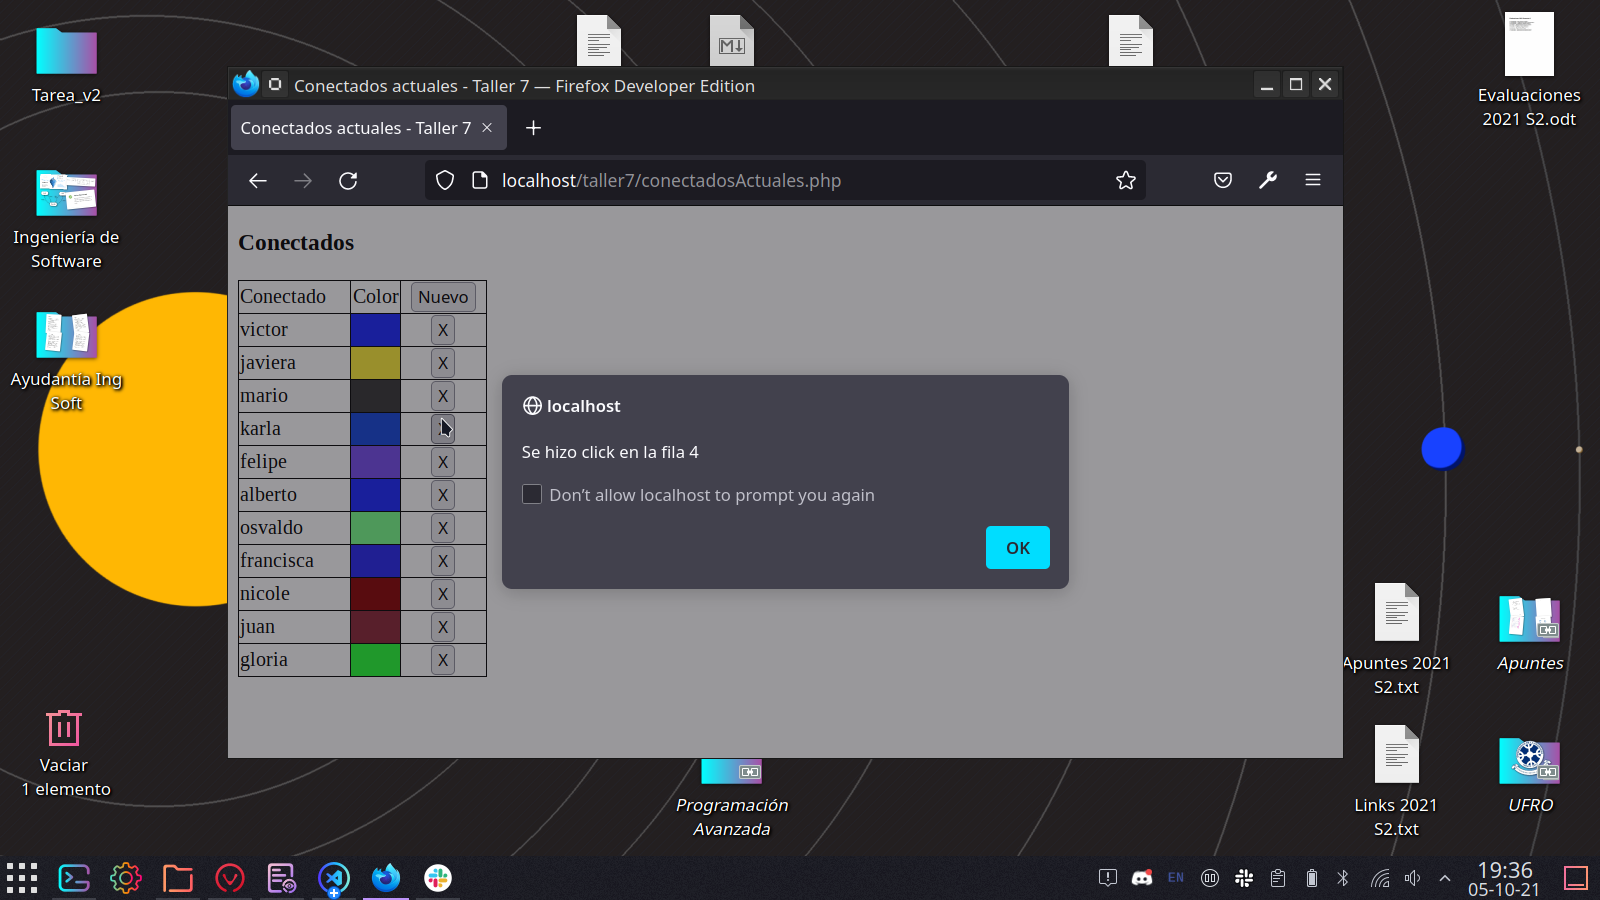 Tarea_v2
Evaluaciones
2021 S2.odt
M
Conectados actuales - Taller 7 — Firefox Developer Edition
Conectados actuales - Taller 7
localhost/taller7/conectadosActuales.php
Ingeniería de
Software
Ayudantía Ing
Soft
Conectados
Conectado Color Nuevo
victor X
javiera X
mario X
karla
felipe X
alberto X
osvaldo X
francisca X
nicole X
juan X
gloria X
localhost
Se hizo click en la fila 4
Don't allow localhost to prompt you again
OK
Apuntes 2021
S2.txt
Apuntes
Vaciar
1 elemento
Programación
Avanzada
Links 2021
S2.txt
UFRO
EN
19:36
05-10-21